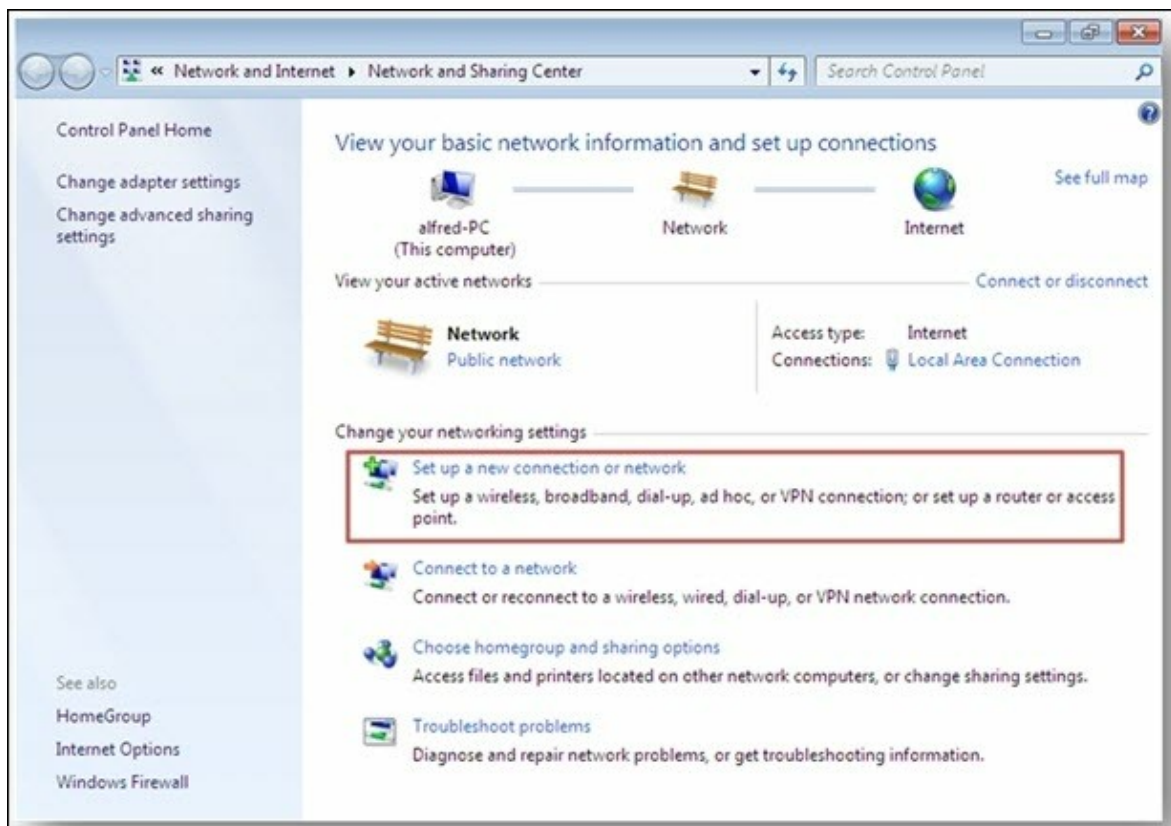 « Network and Internet ▸ Network and Sharing Center
Search Control Panel
Control Panel Home
Change adapter settings
Change advanced sharing
settings
See also
HomeGroup
Internet Options
Windows Firewall
View your basic network information and set up connections
See full map
alfred-PC
(This computer)
Network
Internet
View your active networks
Connect or disconnect
Network
Public network
Access type: Internet
Connections: Local Area Connection
Change your networking settings
Set up a new connection or network
Set up a wireless, broadband, dial-up, ad hoc, or VPN connection; or set up a router or access
point.
Connect to a network
Connect or reconnect to a wireless, wired, dial-up, or VPN network connection.
Choose homegroup and sharing options
Access files and printers located on other network computers, or change sharing settings.
Troubleshoot problems
Diagnose and repair network problems, or get troubleshooting information.